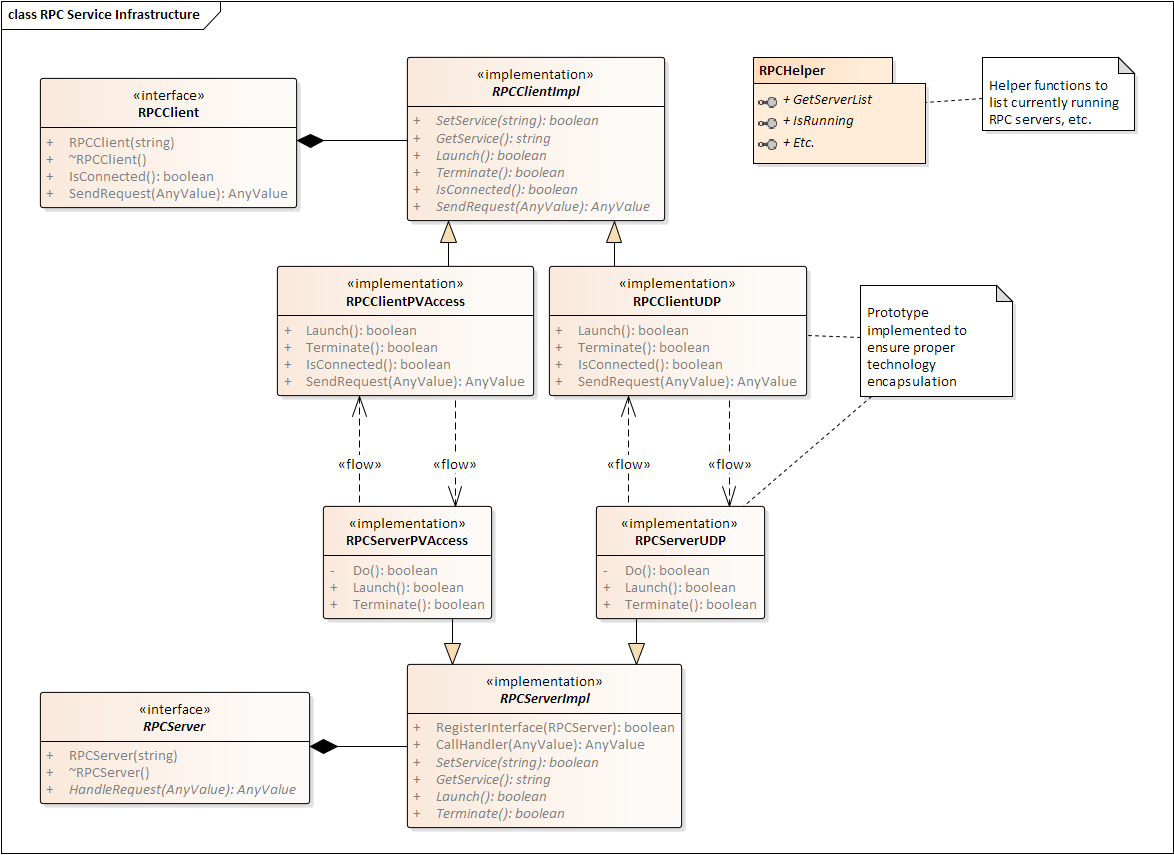 class RPC Service Infrastructure
«interface»
RPCClient
+ RPCClient(string)
+ ~RPCClient()
+ IsConnected(): boolean
+ SendRequest(AnyValue): AnyValue
«implementation»
RPCClientImpl
+ SetService(string): boolean
+ GetService(): string
+ Launch(): boolean
+ Terminate(): boolean
+ IsConnected(): boolean
+ SendRequest(AnyValue): AnyValue
RPCHelper
+ GetServerList
+ IsRunning
+ Etc.
Helper functions to
list currently running
RPC servers, etc.
«implementation»
RPCClientPVAccess
+ Launch(): boolean
+ Terminate(): boolean
+ IsConnected(): boolean
+ SendRequest(AnyValue): AnyValue
«implementation»
RPCClientUDP
+ Launch(): boolean
+ Terminate(): boolean
+ IsConnected(): boolean
+ SendRequest(AnyValue): AnyValue
Prototype
implemented to
ensure proper
technology
encapsulation
«flow»
«flow»
«flow»
«flow»
«implementation»
RPCServerPVAccess
- Do(): boolean
+ Launch(): boolean
+ Terminate(): boolean
«implementation»
RPCServerUDP
- Do(): boolean
+ Launch(): boolean
+ Terminate(): boolean
«interface»
RPCServer
+ RPCServer(string)
+ ~RPCServer()
+ HandleRequest(AnyValue): AnyValue
«implementation»
RPCServerImpl
+ RegisterInterface(RPCServer): boolean
+ CallHandler(AnyValue): AnyValue
+ SetService(string): boolean
+ GetService(): string
+ Launch(): boolean
+ Terminate(): boolean